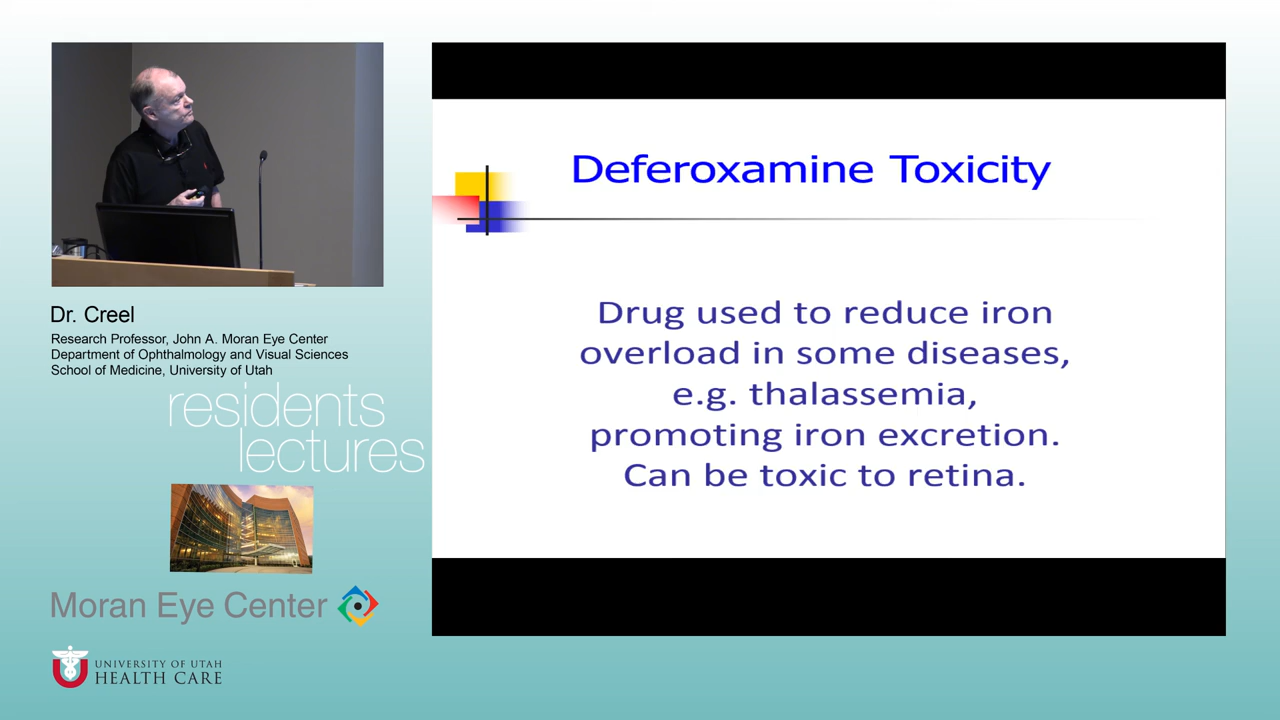 Dr. Creel
Research Professor, John A. Moran Eye Center
Department of Ophthalmology and Visual Sciences
School of Medicine, University of Utah
residents
lectures
Moran Eye Center
UNIVERSITY OF UTAH
HEALTH CARE
Deferoxamine Toxicity
Drug used to reduce iron
overload in some diseases,
e.g. thalassemia,
promoting iron excretion.
Can be toxic to retina.